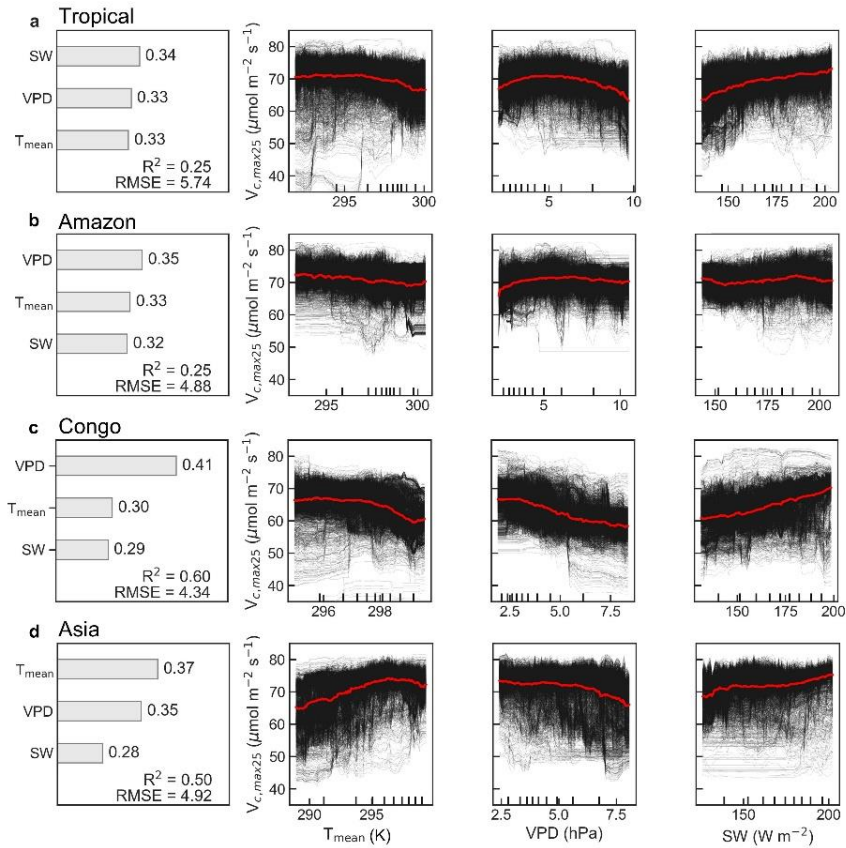 a Tropical
SW 0.34
VPD 0.33
Tmean 0.33
R² = 0.25
RMSE = 5.74
Vc,max25 (μmol m−2 s−1)
80
70
60
50
40
295 300
5 10
150 175 200
b Amazon
VPD 0.35
Tmean 0.33
SW 0.32
R² = 0.25
RMSE = 4.88
Vc,max25 (μmol m−2 s−1)
80
70
60
50
40
295 300
5 10
150 175 200
c Congo
VPD 0.41
Tmean 0.30
SW 0.29
R² = 0.60
RMSE = 4.34
Vc,max25 (μmol m−2 s−1)
80
70
60
50
40
296 298
2.5 5.0 7.5
150 175 200
d Asia
Tmean 0.37
VPD 0.35
SW 0.28
R² = 0.50
RMSE = 4.92
Vc,max25 (μmol m−2 s−1)
80
70
60
50
40
290 295
2.5 5.0 7.5
150 175 200
Tmean (K) VPD (hPa) SW (W m−2)